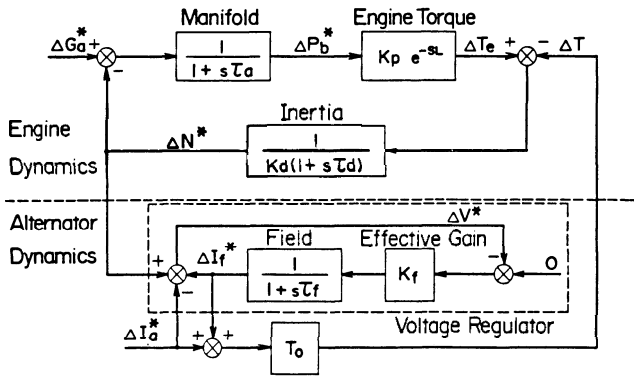 Manifold
Engine Torque
ΔGa* +
−
1
1 + sτa
ΔPb*
Kp e^-SL
ΔTe
+
−
ΔT
Inertia
ΔN*
1
Kd(1 + sτd)
Engine
Dynamics
Alternator
Dynamics
ΔV*
Field
Effective Gain
+
ΔIf*
−
1
1 + sτf
Kf
−
0
ΔIa*
+
+
To
Voltage Regulator